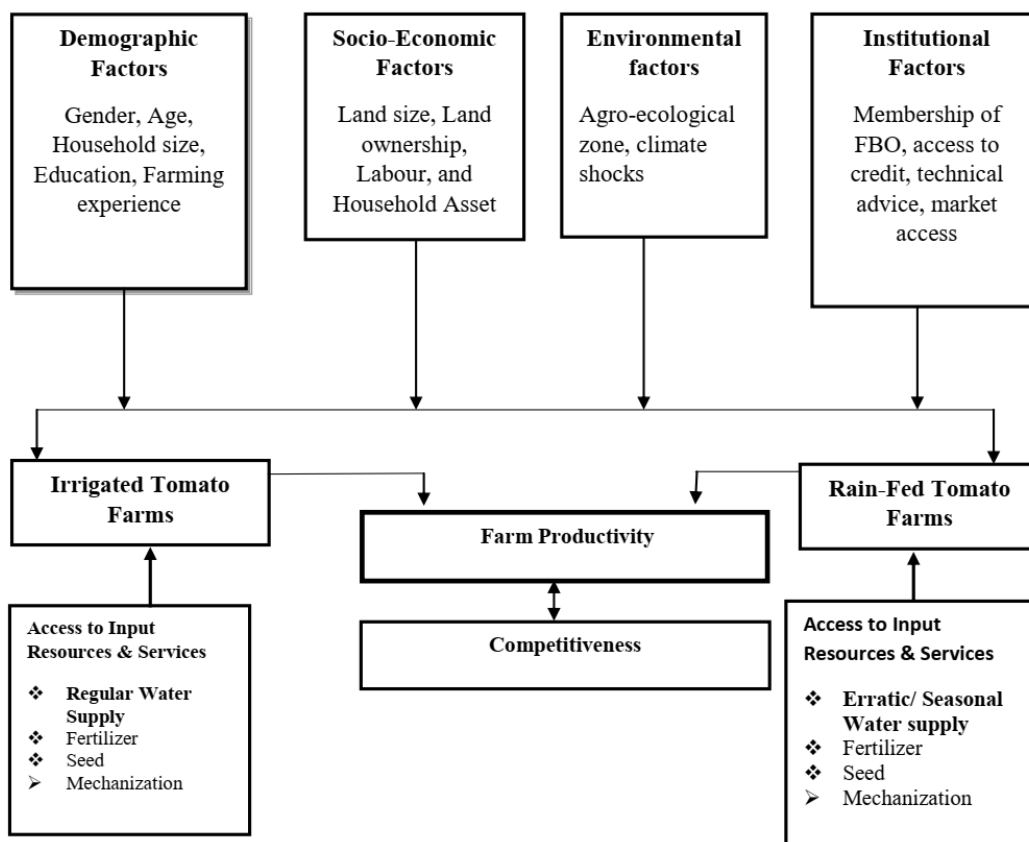 Demographic
Factors
Gender, Age,
Household size,
Education, Farming
experience
Socio-Economic
Factors
Land size, Land
ownership,
Labour, and
Household Asset
Environmental
factors
Agro-ecological
zone, climate
shocks
Institutional
Factors
Membership of
FBO, access to
credit, technical
advice, market
access
Irrigated Tomato
Farms
Farm Productivity
Rain-Fed Tomato
Farms
Competitiveness
Access to Input
Resources & Services
❖ Regular Water
Supply
❖ Fertilizer
❖ Seed
➢ Mechanization
Access to Input
Resources & Services
❖ Erratic/ Seasonal
Water supply
❖ Fertilizer
❖ Seed
➢ Mechanization